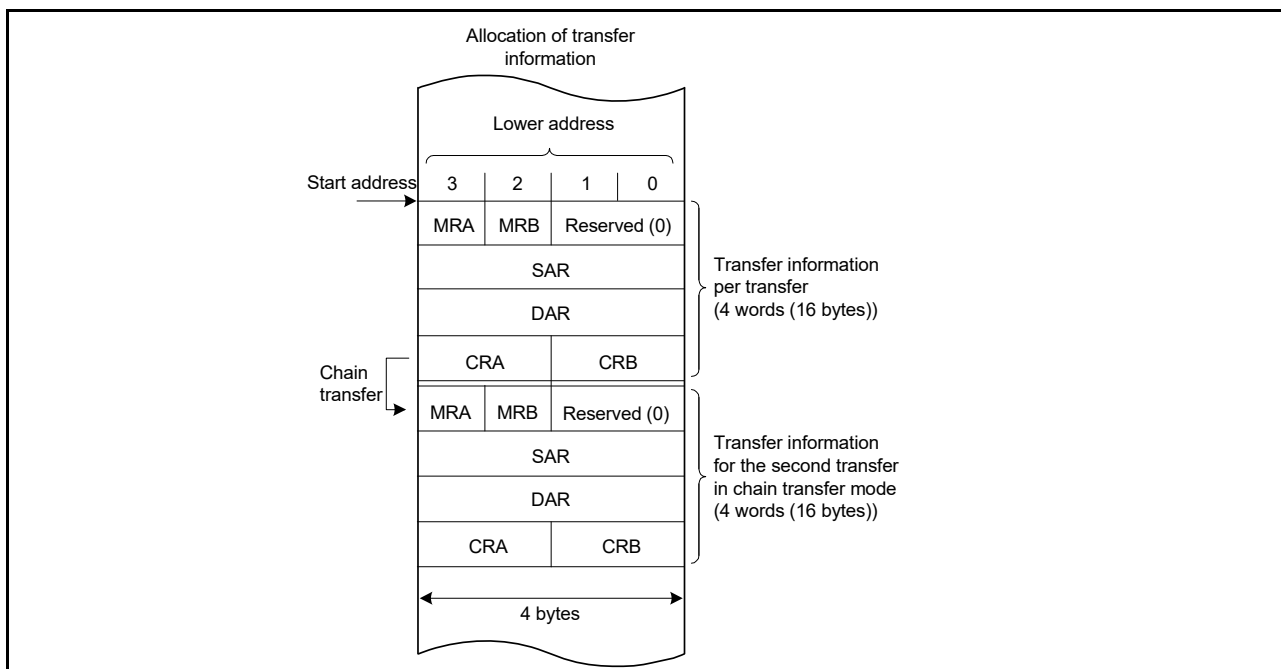 Allocation of transfer
information
Lower address
Start address
3 2 1 0
MRA MRB Reserved (0)
SAR
DAR
CRA CRB
Transfer information
per transfer
(4 words (16 bytes))
Chain
transfer
MRA MRB Reserved (0)
SAR
DAR
CRA CRB
Transfer information
for the second transfer
in chain transfer mode
(4 words (16 bytes))
4 bytes